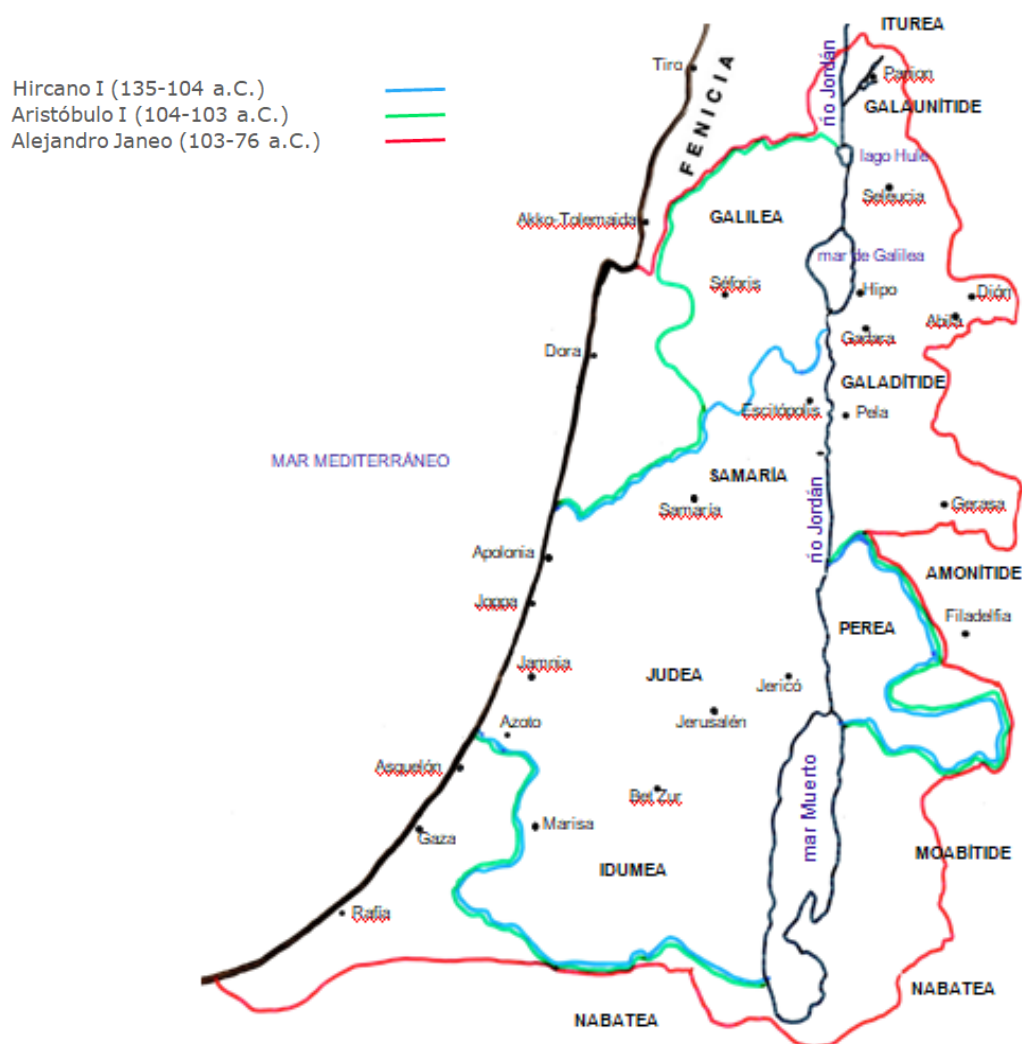 Hircano I (135-104 a.C.)
Aristóbulo I (104-103 a.C.)
Alejandro Janeo (103-76 a.C.)
ITUREA
Tiro
FENICIA
río Jordán
Panion
GALAUNÍTIDE
lago Hule
Seleucia
Akko-Tolemaida
GALILEA
mar de Galilea
Séforis
Hipo
Dión
Abila
Gadara
Dora
GALADÍTIDE
Escitópolis
Pela
MAR MEDITERRÁNEO
SAMARÍA
Samaria
Gerasa
río Jordán
Apolonia
AMONÍTIDE
Joppa
Filadelfia
PEREA
Jamnia
JUDEA
Jericó
Azoto
Jerusalén
Asquelón
mar Muerto
Bet Zur
Gaza
Marisa
MOABÍTIDE
IDUMEA
Rafia
NABATEA
NABATEA